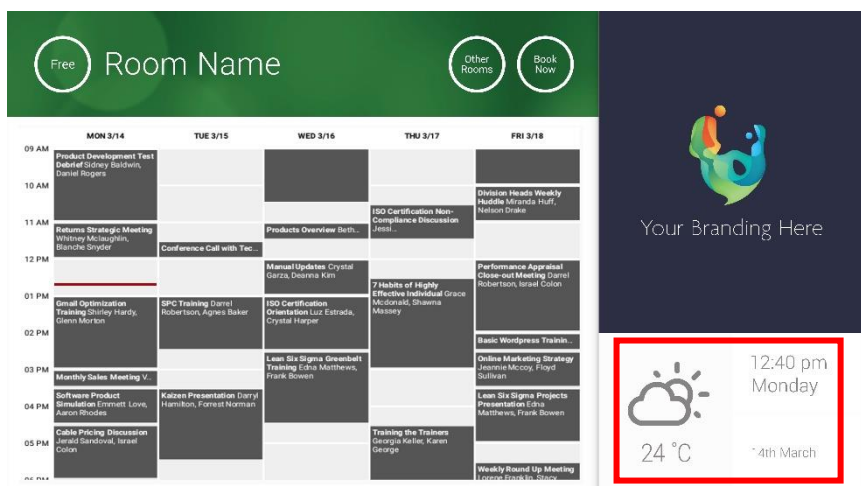 Free
Room Name
Other
Rooms
Book
Now
MON 3/14
TUE 3/15
WED 3/16
THU 3/17
FRI 3/18
09 AM
10 AM
11 AM
12 PM
01 PM
02 PM
03 PM
04 PM
05 PM
Product Development Test
Debrief Sidney Baldwin,
Daniel Rogers
Returns Strategic Meeting
Whitney Mclaughlin,
Blanche Snyder
Gmail Optimization
Training Shirley Hardy,
Glenn Morton
Monthly Sales Meeting V...
Software Product
Simulation Emmett Love,
Aaron Rhodes
Cable Pricing Discussion
Jerald Sandoval, Israel
Colon
Conference Call with Tec...
SPC Training Darrel
Robertson, Agnes Baker
Kaizen Presentation Darryl
Hamilton, Forrest Norman
Products Overview Beth...
Manual Updates Crystal
Garza, Deanna Kim
ISO Certification
Orientation Luz Estrada,
Crystal Harper
Lean Six Sigma Greenbelt
Training Edna Matthews,
Frank Bowen
ISO Certification Non-
Compliance Discussion
Jessi...
7 Habits of Highly
Effective Individual Grace
Mcdonald, Shawna
Massey
Training the Trainers
Georgia Keller, Karen
George
Division Heads Weekly
Huddle Miranda Huff,
Nelson Drake
Performance Appraisal
Close-out Meeting Darrel
Robertson, Israel Colon
Basic Wordpress Trainin...
Online Marketing Strategy
Jeannie Mccoy, Floyd
Sullivan
Lean Six Sigma Projects
Presentation Edna
Matthews, Frank Bowen
Weekly Round Up Meeting
Lorene Franklin, Stacy
Your Branding Here
12:40 pm
Monday
24 °C
14th March